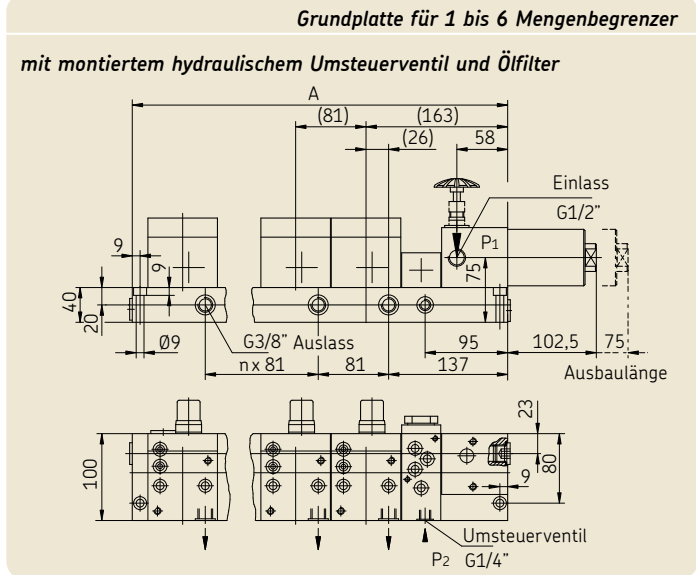 Grundplatte für 1 bis 6 Mengenbegrenzer
mit montiertem hydraulischem Umsteuerventil und Ölfilter
A
(81) (163)
(26) 58
Einlass
G1/2"
P1
9 9 75
40 20
Ø9 G3/8" Auslass 95 102,5 75
n x 81 81 137 Ausbaulänge
23
100 80
9
Umsteuerventil
P2 G1/4"